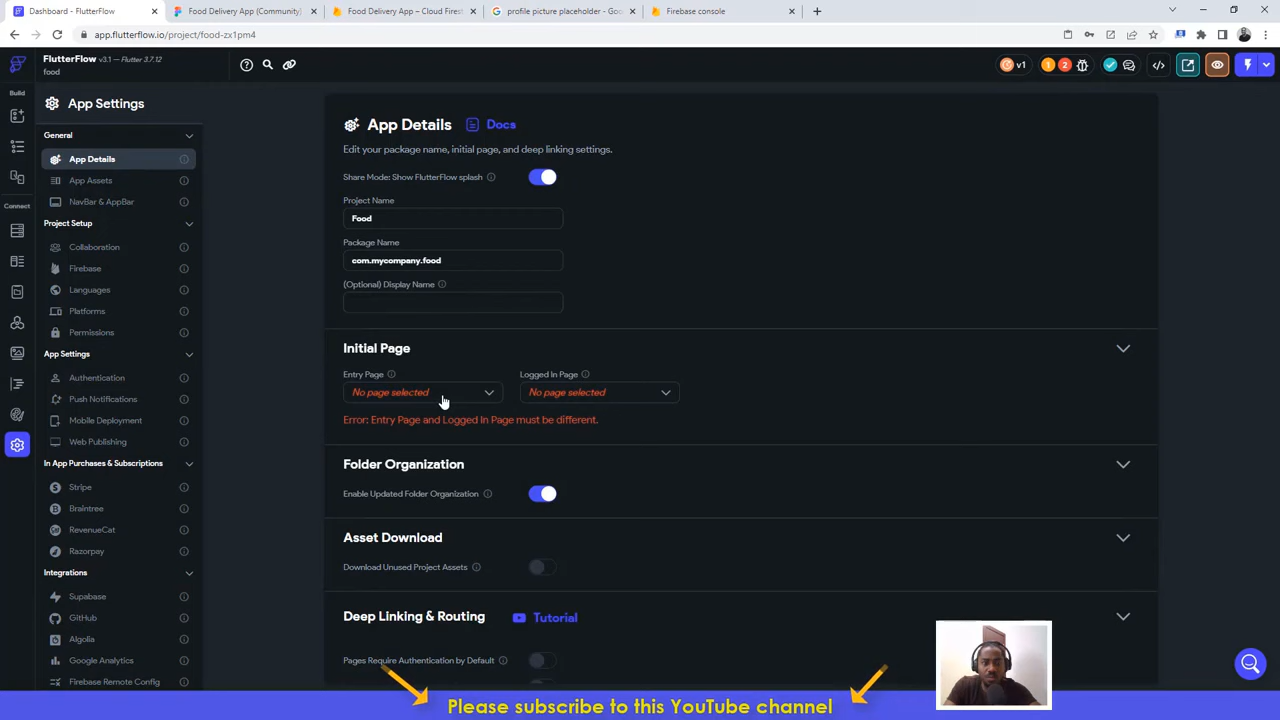 Dashboard - FlutterFlow
Food Delivery App (Community)
Food Delivery App – Cloud Firest
profile picture placeholder - Goo
Firebase console
app.flutterflow.io/project/food-zx1pm4
FlutterFlow v3.1 — Flutter 3.7.12
food
v1
1
2
Build
Connect
App Settings
General
App Details
App Assets
NavBar & AppBar
Project Setup
Collaboration
Firebase
Languages
Platforms
Permissions
App Settings
Authentication
Push Notifications
Mobile Deployment
Web Publishing
In App Purchases & Subscriptions
Stripe
Braintree
RevenueCat
Razorpay
Integrations
Supabase
GitHub
Algolia
Google Analytics
Firebase Remote Config
App Details
Docs
Edit your package name, initial page, and deep linking settings.
Share Mode: Show FlutterFlow splash
Project Name
Food
Package Name
com.mycompany.food
(Optional) Display Name
Initial Page
Entry Page
Logged In Page
No page selected
No page selected
Error: Entry Page and Logged In Page must be different.
Folder Organization
Enable Updated Folder Organization
Asset Download
Download Unused Project Assets
Deep Linking & Routing
Tutorial
Pages Require Authentication by Default
Please subscribe to this YouTube channel